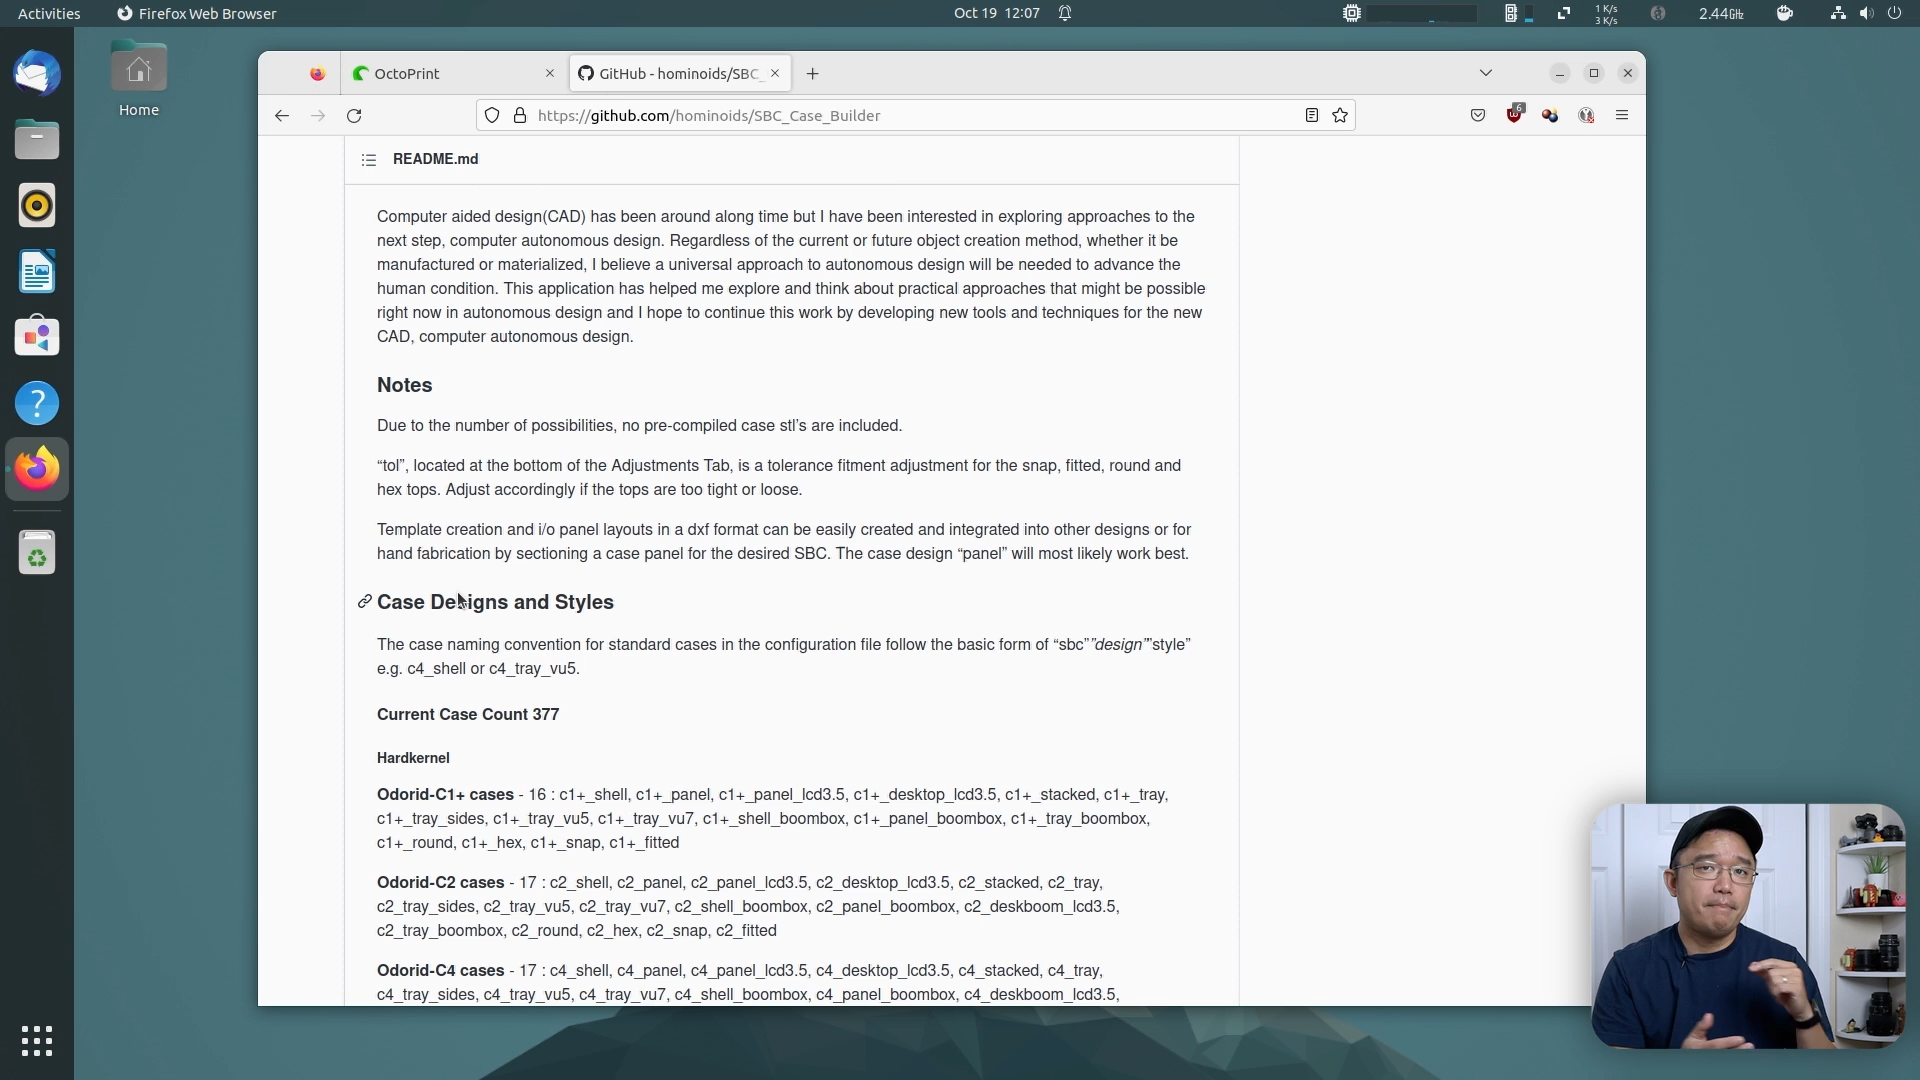 Activities
Firefox Web Browser
Oct 19 12:07
1 K/s
3 K/s
2.44GHz
Home
OctoPrint
GitHub - hominoids/SBC_
https://github.com/hominoids/SBC_Case_Builder
6
README.md
Computer aided design(CAD) has been around along time but I have been interested in exploring approaches to the
next step, computer autonomous design. Regardless of the current or future object creation method, whether it be
manufactured or materialized, I believe a universal approach to autonomous design will be needed to advance the
human condition. This application has helped me explore and think about practical approaches that might be possible
right now in autonomous design and I hope to continue this work by developing new tools and techniques for the new
CAD, computer autonomous design.
Notes
Due to the number of possibilities, no pre-compiled case stl’s are included.
“tol”, located at the bottom of the Adjustments Tab, is a tolerance fitment adjustment for the snap, fitted, round and
hex tops. Adjust accordingly if the tops are too tight or loose.
Template creation and i/o panel layouts in a dxf format can be easily created and integrated into other designs or for
hand fabrication by sectioning a case panel for the desired SBC. The case design “panel” will most likely work best.
Case Designs and Styles
The case naming convention for standard cases in the configuration file follow the basic form of “sbc”“design”“style”
e.g. c4_shell or c4_tray_vu5.
Current Case Count 377
Hardkernel
Odorid-C1+ cases - 16 : c1+_shell, c1+_panel, c1+_panel_lcd3.5, c1+_desktop_lcd3.5, c1+_stacked, c1+_tray,
c1+_tray_sides, c1+_tray_vu5, c1+_tray_vu7, c1+_shell_boombox, c1+_panel_boombox, c1+_tray_boombox,
c1+_round, c1+_hex, c1+_snap, c1+_fitted
Odorid-C2 cases - 17 : c2_shell, c2_panel, c2_panel_lcd3.5, c2_desktop_lcd3.5, c2_stacked, c2_tray,
c2_tray_sides, c2_tray_vu5, c2_tray_vu7, c2_shell_boombox, c2_panel_boombox, c2_deskboom_lcd3.5,
c2_tray_boombox, c2_round, c2_hex, c2_snap, c2_fitted
Odorid-C4 cases - 17 : c4_shell, c4_panel, c4_panel_lcd3.5, c4_desktop_lcd3.5, c4_stacked, c4_tray,
c4_tray_sides, c4_tray_vu5, c4_tray_vu7, c4_shell_boombox, c4_panel_boombox, c4_deskboom_lcd3.5,